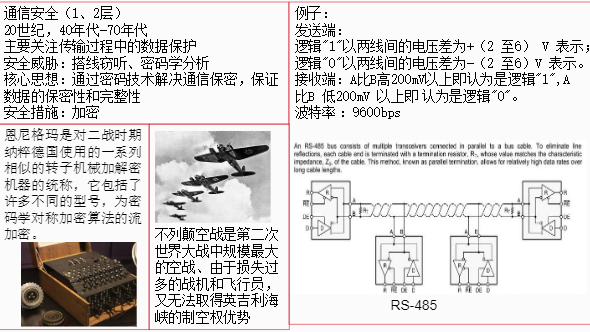 通信安全（1、2层）
20世纪，40年代-70年代
主要关注传输过程中的数据保护
安全威胁：搭线窃听、密码学分析
核心思想：通过密码技术解决通信保密，保证
数据的保密性和完整性
安全措施：加密
恩尼格玛是对二战时期
纳粹德国使用的一系列
相似的转子机械加解密
机器的统称，它包括了
许多不同的型号，为密
码学对称加密算法的流
加密。
不列颠空战是第二次
世界大战中规模最大
的空战、由于损失过
多的战机和飞行员，
又无法取得英吉利海
峡的制空权优势
例子：
发送端：
逻辑"1"以两线间的电压差为+（2 至6） V 表示；
逻辑"0"以两线间的电压差为-（2 至6）V 表示。
接收端：A比B高200mV以上即认为是逻辑"1",A
比B 低200mV 以上即认为是逻辑"0"。
波特率：9600bps
An RS-485 bus consists of multiple transceivers connected in parallel to a bus cable. To eliminate line
reflections, each cable end is terminated with a termination resistor, RT, whose value matches the characteristic
impedance, Z0, of the cable. This method, known as parallel termination, allows for relatively high data rates over
long cable lengths.
R R A A R R
RE B RT RT B RE
DE DE
D D D D
A B A B
R D R D
R RE DE D R RE DE D
RS-485